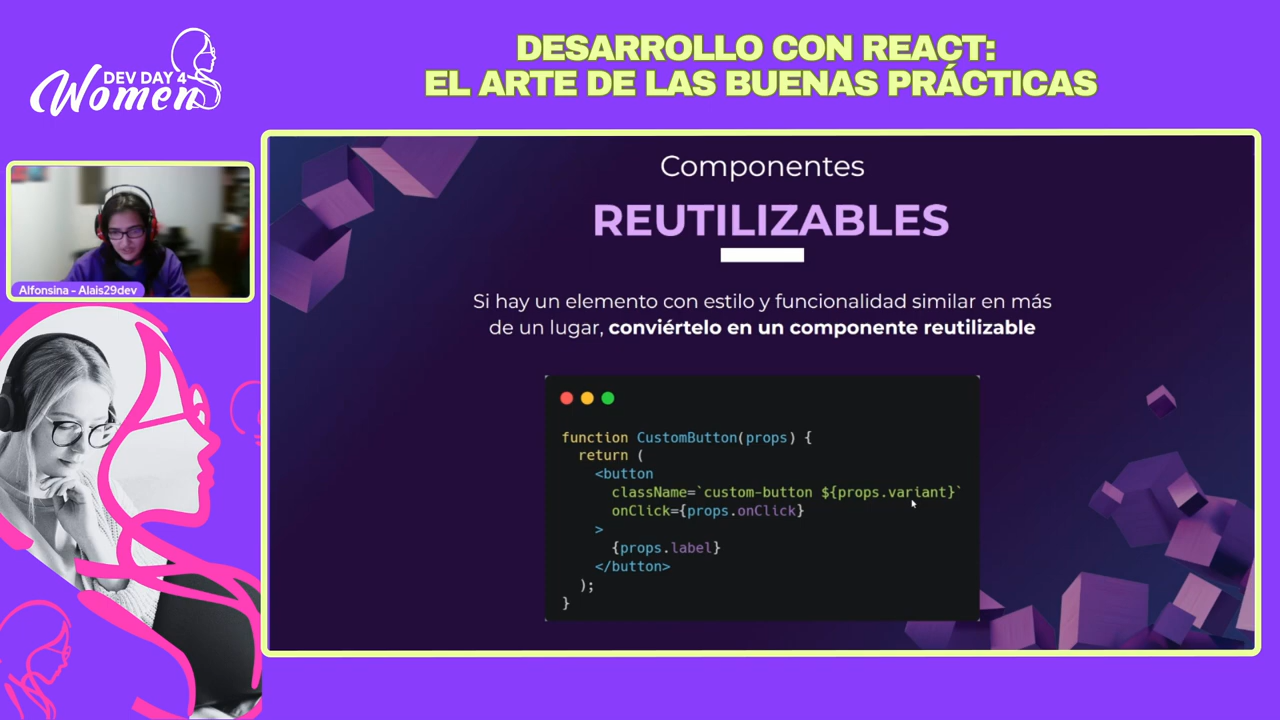 DEV DAY 4
Women
DESARROLLO CON REACT:
EL ARTE DE LAS BUENAS PRÁCTICAS
Alfonsina - Alais29dev
Componentes
REUTILIZABLES
Si hay un elemento con estilo y funcionalidad similar en más
de un lugar, conviértelo en un componente reutilizable
function CustomButton(props) {
  return (
    <button
      className=`custom-button ${props.variant}`
      onClick={props.onClick}
    >
      {props.label}
    </button>
  );
}